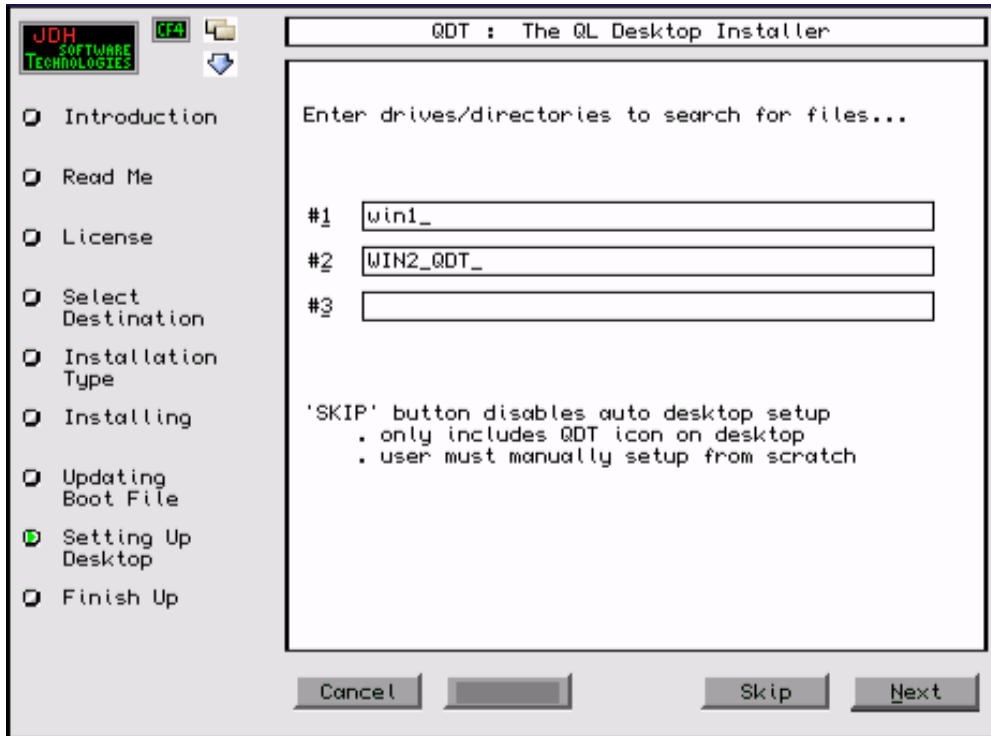 JDH
SOFTWARE
TECHNOLOGIES
CF4
QDT : The QL Desktop Installer
Introduction
Read Me
License
Select
Destination
Installation
Type
Installing
Updating
Boot File
Setting Up
Desktop
Finish Up
Enter drives/directories to search for files...
#1 win1_
#2 WIN2_QDT_
#3
'SKIP' button disables auto desktop setup
. only includes QDT icon on desktop
. user must manually setup from scratch
Cancel
Skip
Next